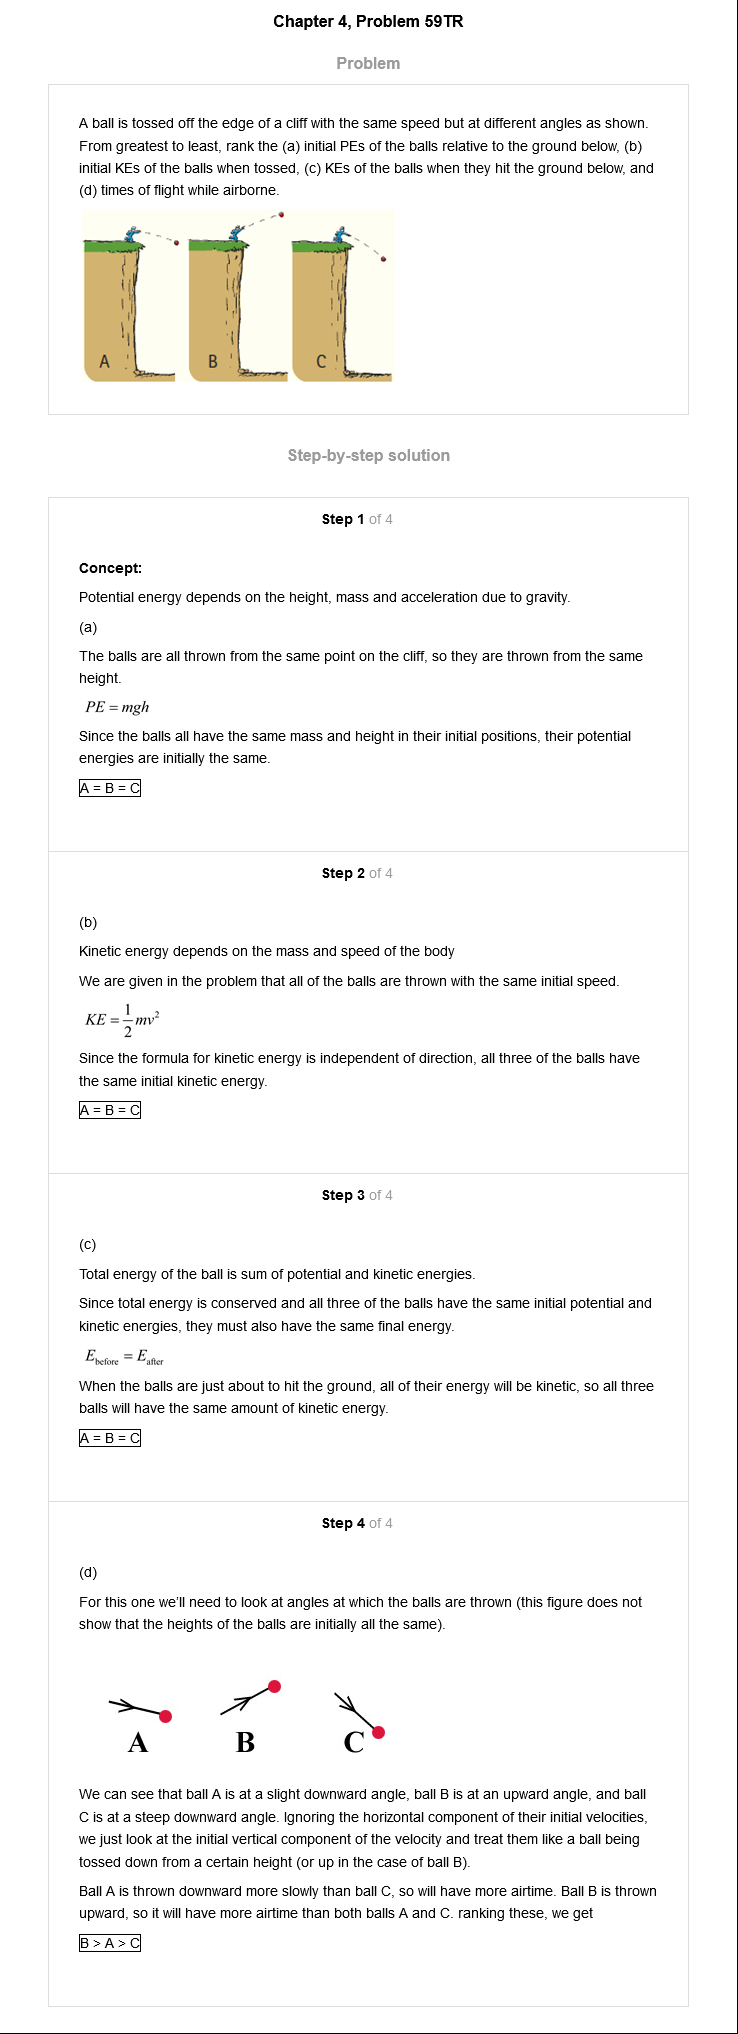 Chapter 4, Problem 59TR
Problem
A ball is tossed off the edge of a cliff with the same speed but at different angles as shown.
From greatest to least, rank the (a) initial PEs of the balls relative to the ground below, (b)
initial KEs of the balls when tossed, (c) KEs of the balls when they hit the ground below, and
(d) times of flight while airborne.
A B C
Step-by-step solution
Step 1 of 4
Concept:
Potential energy depends on the height, mass and acceleration due to gravity.
(a)
The balls are all thrown from the same point on the cliff, so they are thrown from the same
height.
PE = mgh
Since the balls all have the same mass and height in their initial positions, their potential
energies are initially the same.
A = B = C
Step 2 of 4
(b)
Kinetic energy depends on the mass and speed of the body
We are given in the problem that all of the balls are thrown with the same initial speed.
KE = 1/2 mv²
Since the formula for kinetic energy is independent of direction, all three of the balls have
the same initial kinetic energy.
A = B = C
Step 3 of 4
(c)
Total energy of the ball is sum of potential and kinetic energies.
Since total energy is conserved and all three of the balls have the same initial potential and
kinetic energies, they must also have the same final energy.
E before = E after
When the balls are just about to hit the ground, all of their energy will be kinetic, so all three
balls will have the same amount of kinetic energy.
A = B = C
Step 4 of 4
(d)
For this one we'll need to look at angles at which the balls are thrown (this figure does not
show that the heights of the balls are initially all the same).
A B C
We can see that ball A is at a slight downward angle, ball B is at an upward angle, and ball
C is at a steep downward angle. Ignoring the horizontal component of their initial velocities,
we just look at the initial vertical component of the velocity and treat them like a ball being
tossed down from a certain height (or up in the case of ball B).
Ball A is thrown downward more slowly than ball C, so will have more airtime. Ball B is thrown
upward, so it will have more airtime than both balls A and C. ranking these, we get
B > A > C